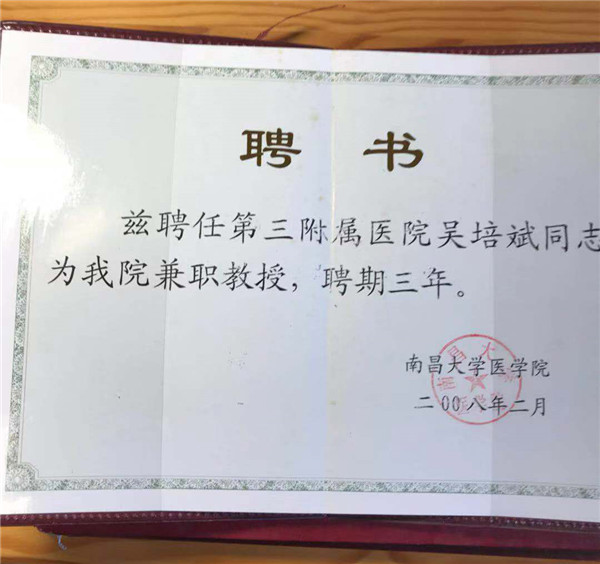 聘 书
兹聘任第三附属医院吴培斌同志
为我院兼职教授，聘期三年。
南昌大学医学院
二00八年二月